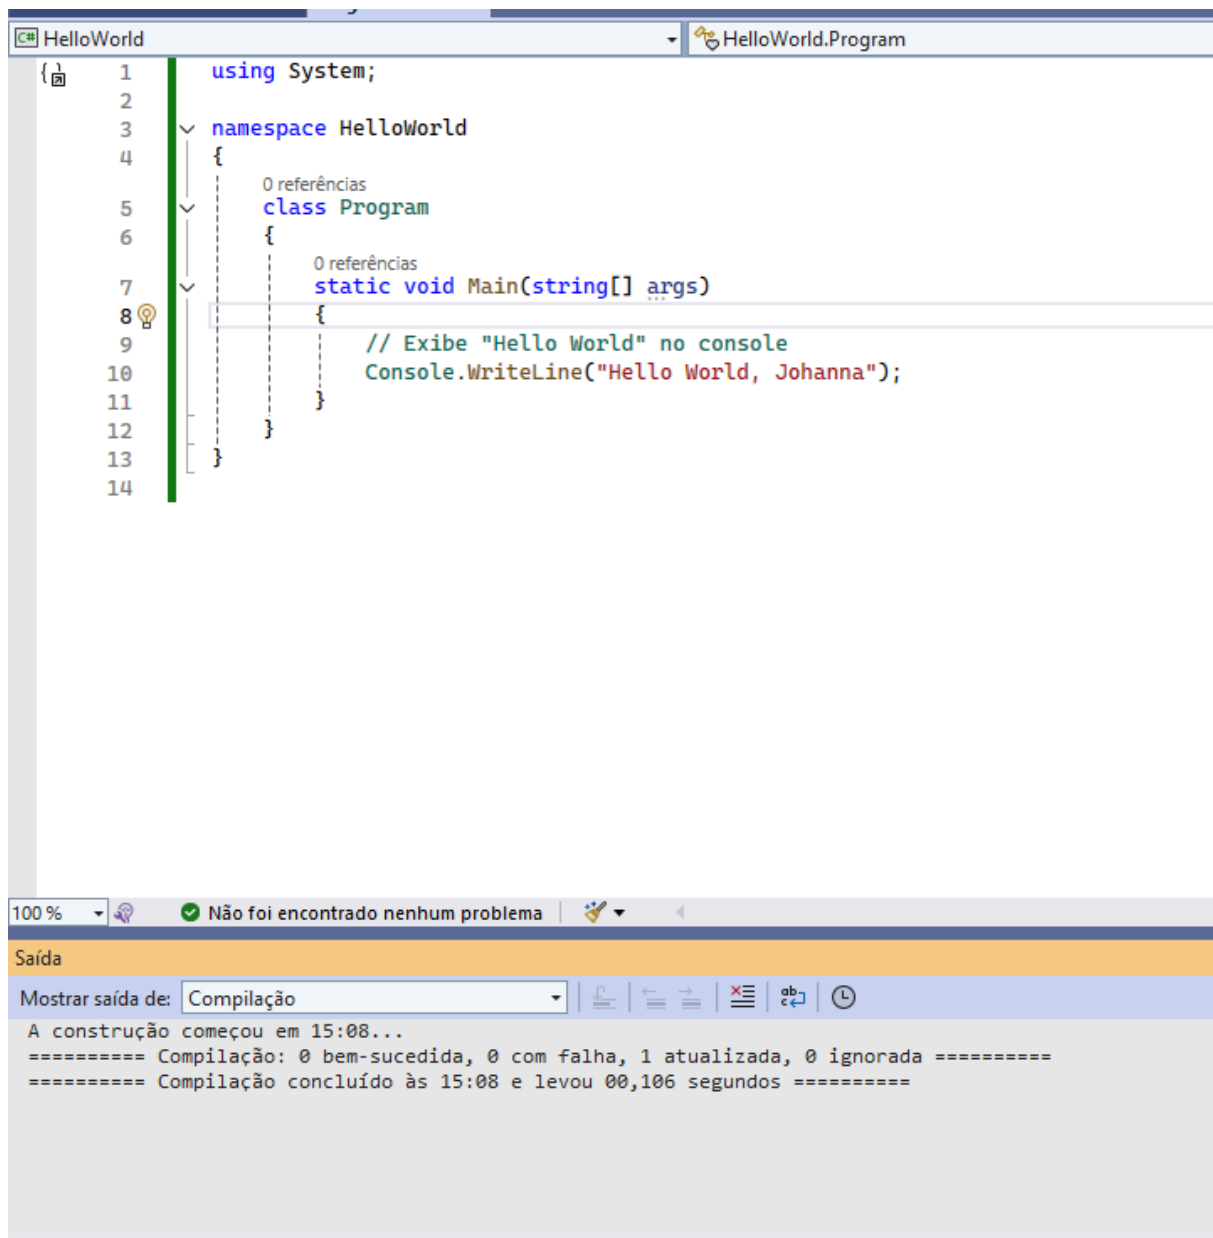 C# HelloWorld
HelloWorld.Program
1 using System;
2
3 namespace HelloWorld
4 {
0 referências
5 class Program
6 {
0 referências
7 static void Main(string[] args)
8 {
9 // Exibe "Hello World" no console
10 Console.WriteLine("Hello World, Johanna");
11 }
12 }
13 }
14
100 %
Não foi encontrado nenhum problema
Saída
Mostrar saída de: Compilação
A construção começou em 15:08...
========== Compilação: 0 bem-sucedida, 0 com falha, 1 atualizada, 0 ignorada ==========
========== Compilação concluído às 15:08 e levou 00,106 segundos ==========